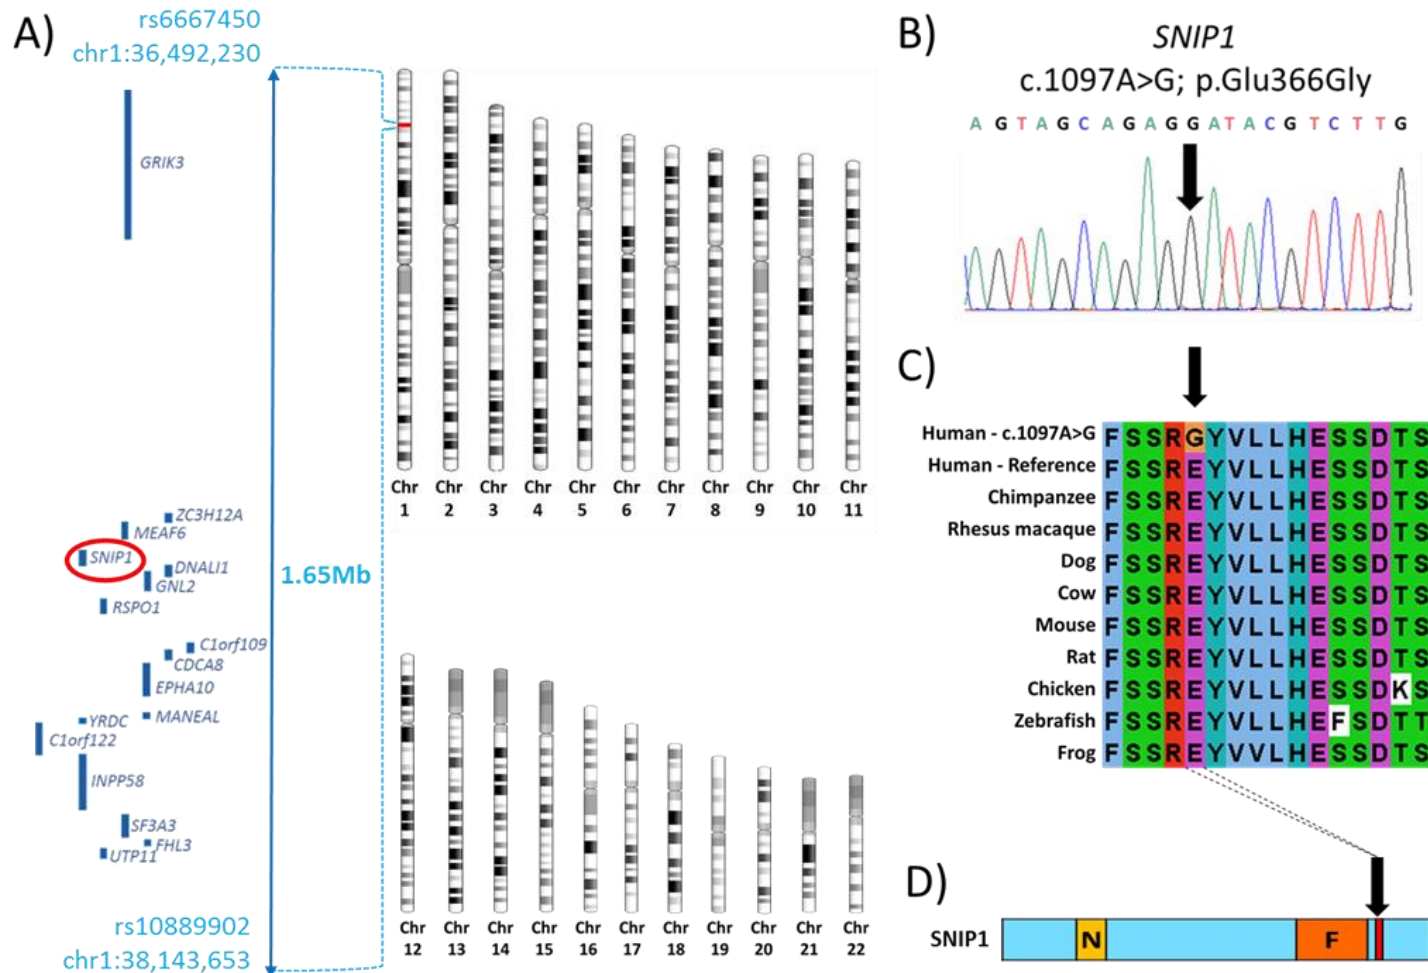 A)
rs6667450
chr1:36,492,230
GRIK3
ZC3H12A
MEAF6
SNIP1
DNALI1
GNL2
RSPO1
C1orf109
CDCA8
EPHA10
MANEAL
YRDC
C1orf122
INPP58
SF3A3
FHL3
UTP11
rs10889902
chr1:38,143,653
1.65Mb
Chr Chr Chr Chr Chr Chr Chr Chr Chr Chr Chr
1 2 3 4 5 6 7 8 9 10 11
Chr Chr Chr Chr Chr Chr Chr Chr Chr Chr Chr
12 13 14 15 16 17 18 19 20 21 22
B)
SNIP1
c.1097A>G; p.Glu366Gly
A G T A G C A G A G G A T A C G T C T T G
C)
Human - c.1097A>G F S S R G Y V L L H E S S D T S
Human - Reference F S S R E Y V L L H E S S D T S
Chimpanzee F S S R E Y V L L H E S S D T S
Rhesus macaque F S S R E Y V L L H E S S D T S
Dog F S S R E Y V L L H E S S D T S
Cow F S S R E Y V L L H E S S D T S
Mouse F S S R E Y V L L H E S S D T S
Rat F S S R E Y V L L H E S S D T S
Chicken F S S R E Y V L L H E S S D K S
Zebrafish F S S R E Y V L L H E F S D T T
Frog F S S R E Y V V L H E S S D T S
D)
SNIP1
N
F